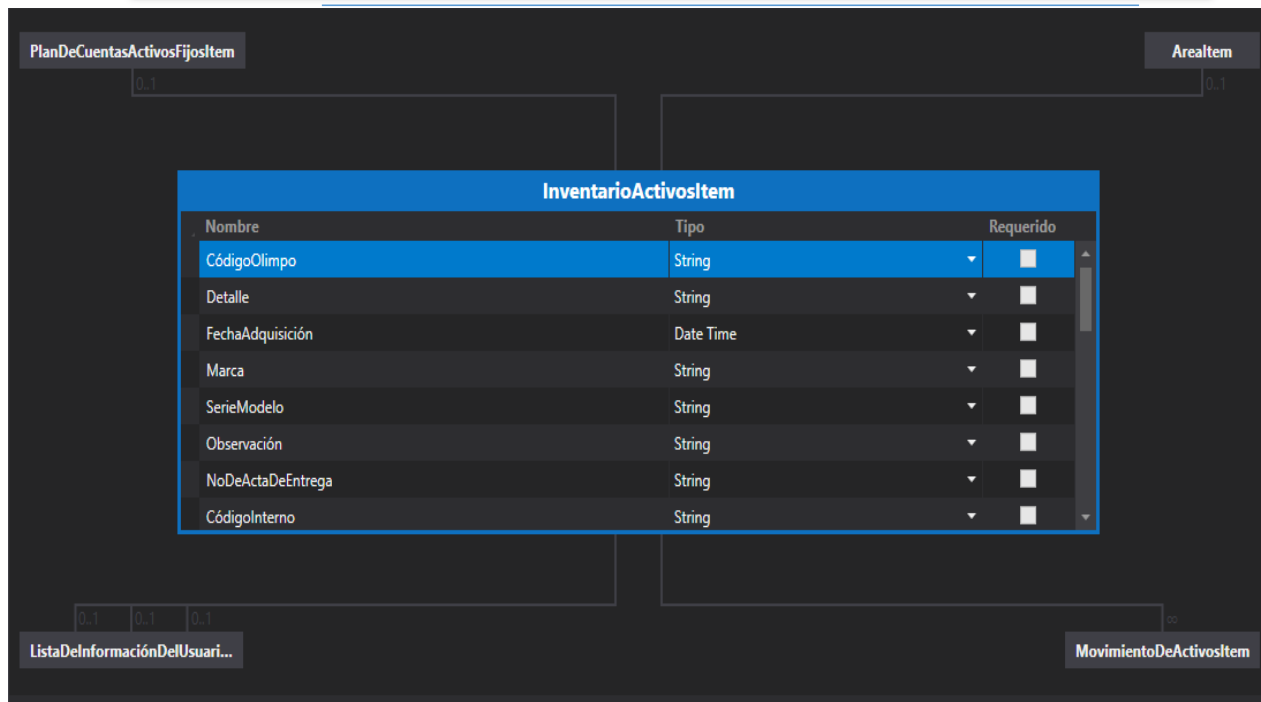 PlanDeCuentasActivosFijosItem AreaItem
0..1 0..1
InventarioActivosItem
Nombre Tipo Requerido
CódigoOlimpo String
Detalle String
FechaAdquisición Date Time
Marca String
SerieModelo String
Observación String
NoDeActaDeEntrega String
CódigoInterno String
0..1 0..1 0..1 ∞
ListaDeInformaciónDelUsuari... MovimientoDeActivosItem